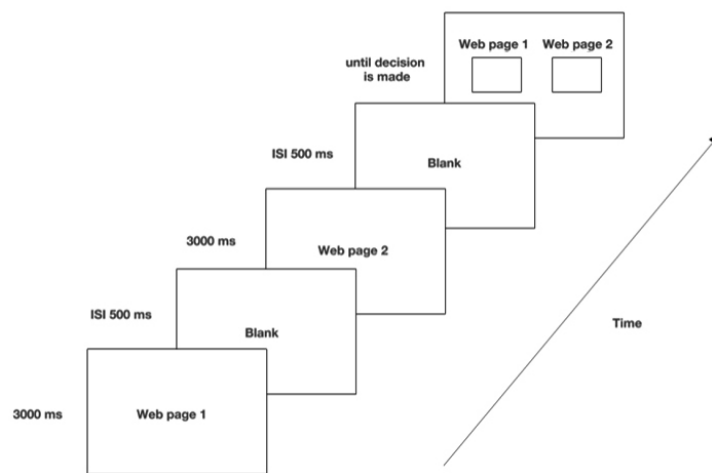 Web page 1 Web page 2
until decision
is made
ISI 500 ms
Blank
3000 ms
Web page 2
ISI 500 ms
Blank
Time
3000 ms
Web page 1